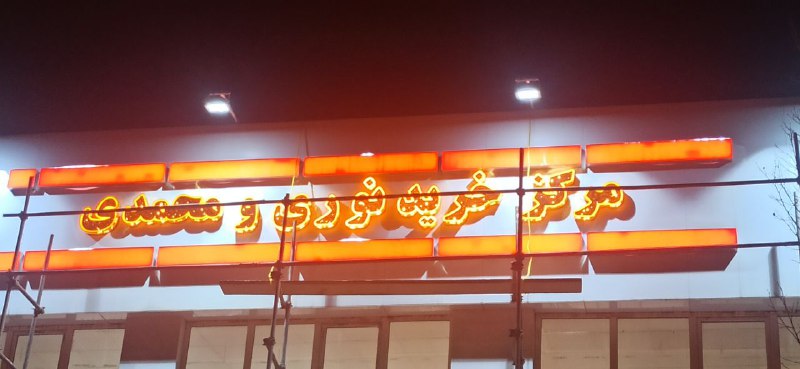 مرکز خرید نوری و محمدی